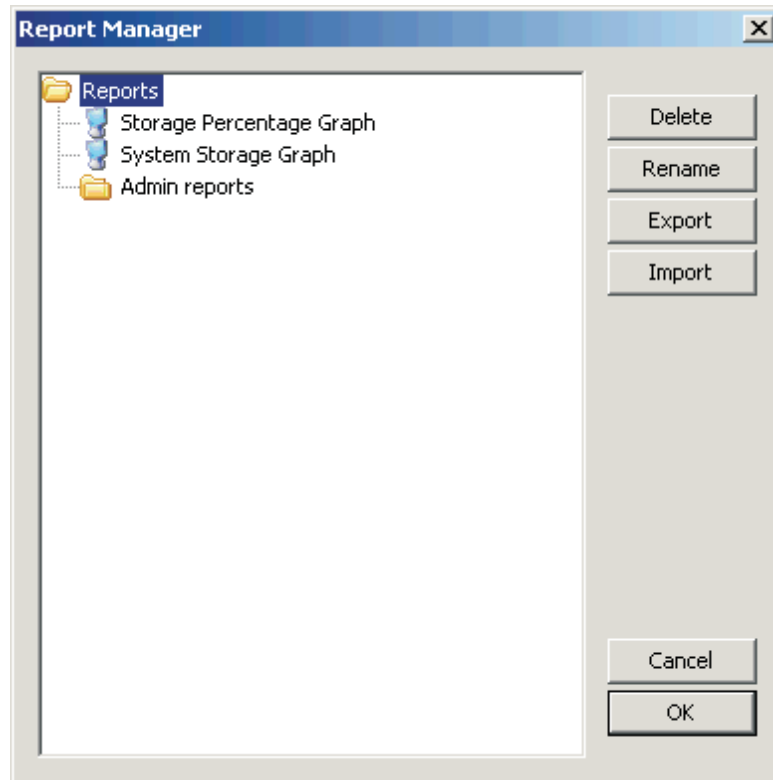 Report Manager
Reports
Storage Percentage Graph
System Storage Graph
Admin reports
Delete
Rename
Export
Import
Cancel
OK